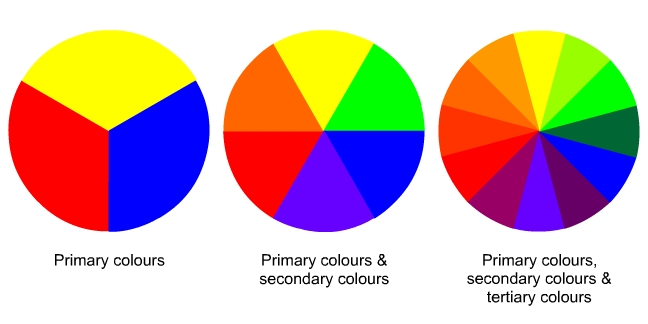 Primary colours
Primary colours &
secondary colours
Primary colours,
secondary colours &
tertiary colours